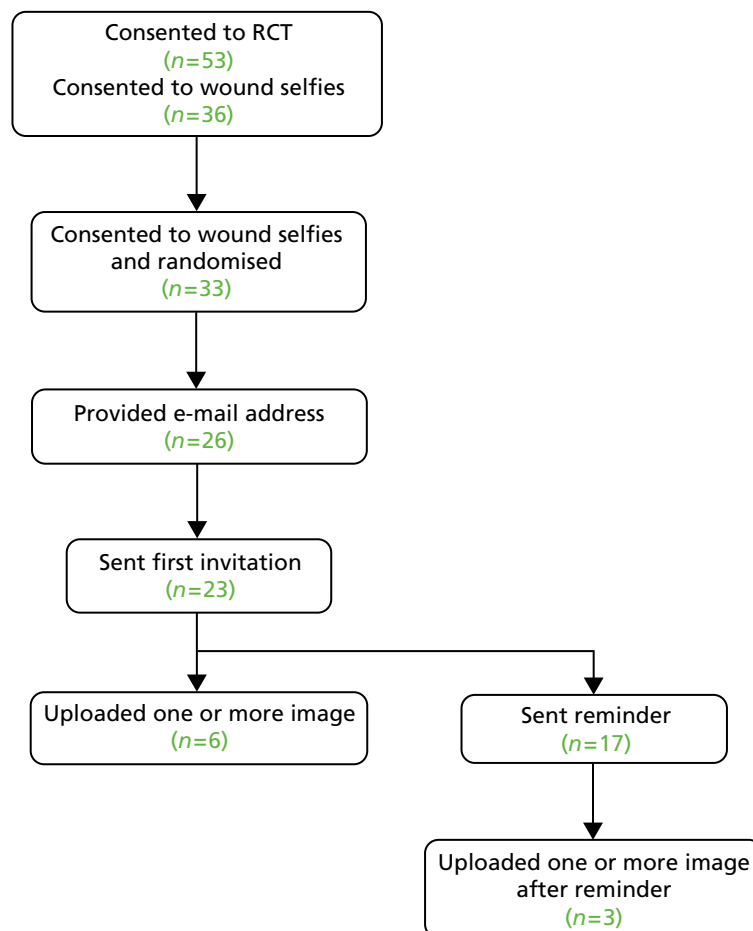 Consented to RCT
(n=53)
Consented to wound selfies
(n=36)
Consented to wound selfies
and randomised
(n=33)
Provided e-mail address
(n=26)
Sent first invitation
(n=23)
Uploaded one or more image
(n=6)
Sent reminder
(n=17)
Uploaded one or more image
after reminder
(n=3)